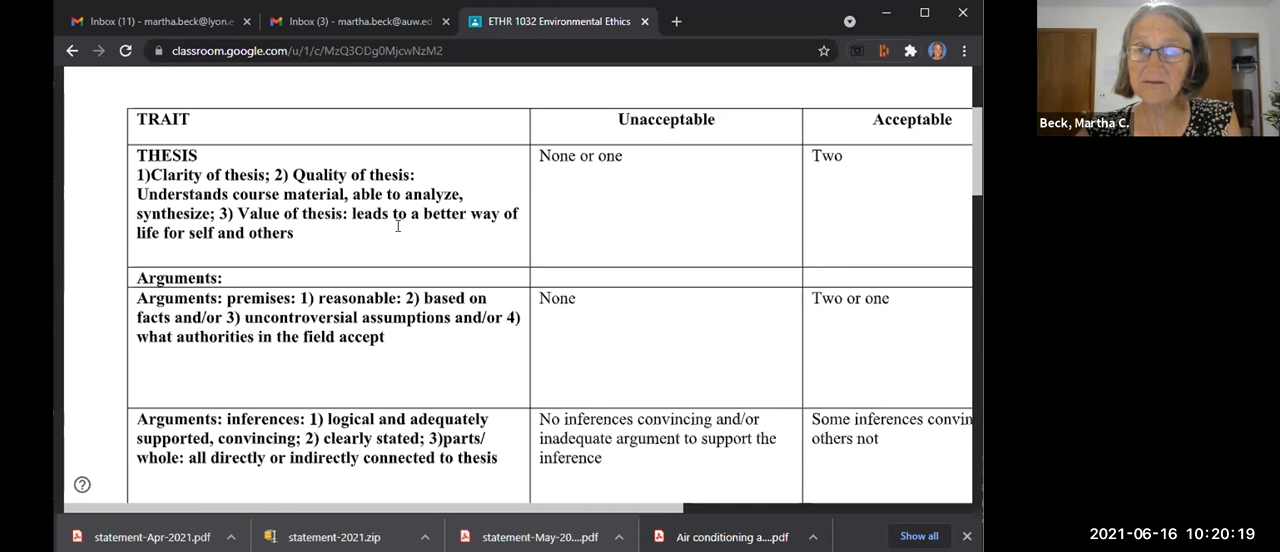 Inbox (11) - martha.beck@lyon.e
Inbox (3) - martha.beck@auw.ed
ETHR 1032 Environmental Ethics
classroom.google.com/u/1/c/MzQ3ODg0MjcwNzM2
TRAIT
Unacceptable
Acceptable
THESIS
1)Clarity of thesis; 2) Quality of thesis:
Understands course material, able to analyze,
synthesize; 3) Value of thesis: leads to a better way of
life for self and others
None or one
Two
Arguments:
Arguments: premises: 1) reasonable: 2) based on
facts and/or 3) uncontroversial assumptions and/or 4)
what authorities in the field accept
None
Two or one
Arguments: inferences: 1) logical and adequately
supported, convincing; 2) clearly stated; 3)parts/
whole: all directly or indirectly connected to thesis
No inferences convincing and/or
inadequate argument to support the
inference
Some inferences convin
others not
statement-Apr-2021.pdf
statement-2021.zip
statement-May-20....pdf
Air conditioning a....pdf
Show all
Beck, Martha C.
2021-06-16 10:20:19